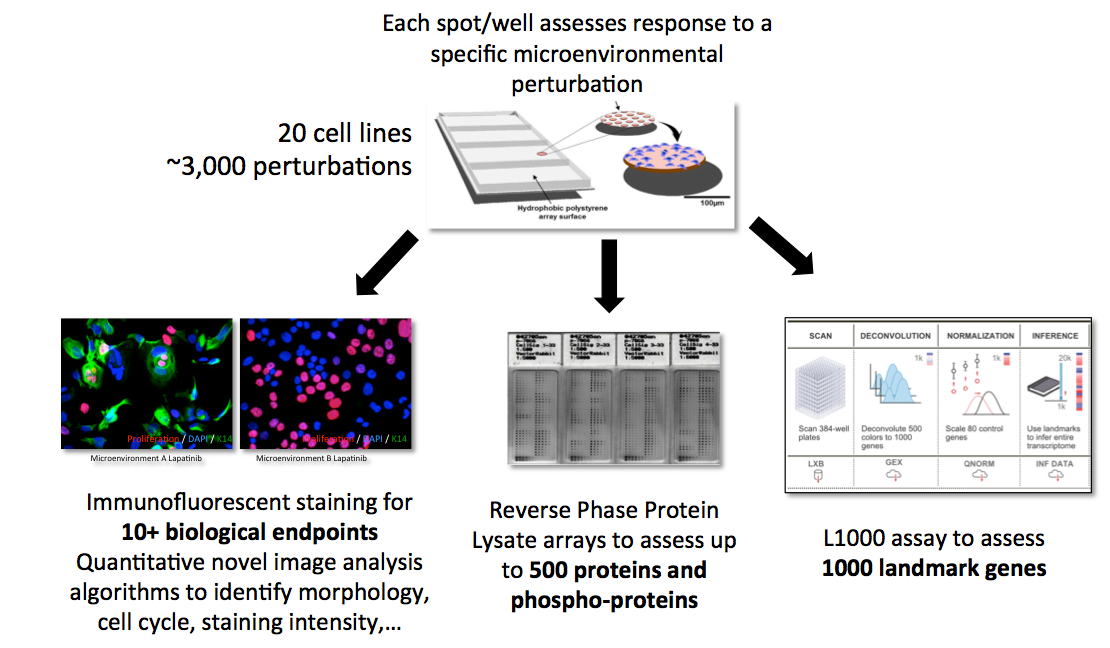 Each spot/well assesses response to a
specific microenvironmental
perturbation
20 cell lines
~3,000 perturbations
Hydrophobic polystyrene
array surface
100µm
Proliferation / DAPI / K14
Microenvironment A Lapatinib
Proliferation / DAPI / K14
Microenvironment B Lapatinib
Immunofluorescent staining for
10+ biological endpoints
Quantitative novel image analysis
algorithms to identify morphology,
cell cycle, staining intensity,...
VectorRabbit
VectorRabbit
VectorRabbit
VectorRabbit
Reverse Phase Protein
Lysate arrays to assess up
to 500 proteins and
phospho-proteins
SCAN
Scan 384-well
plates
LXB
DECONVOLUTION
1k
Deconvolute 500
colors to 1000
genes
GEX
NORMALIZATION
1k
Scale 80 control
genes
QNORM
INFERENCE
20k
1k
Use landmarks
to infer entire
transcriptome
INF DATA
L1000 assay to assess
1000 landmark genes